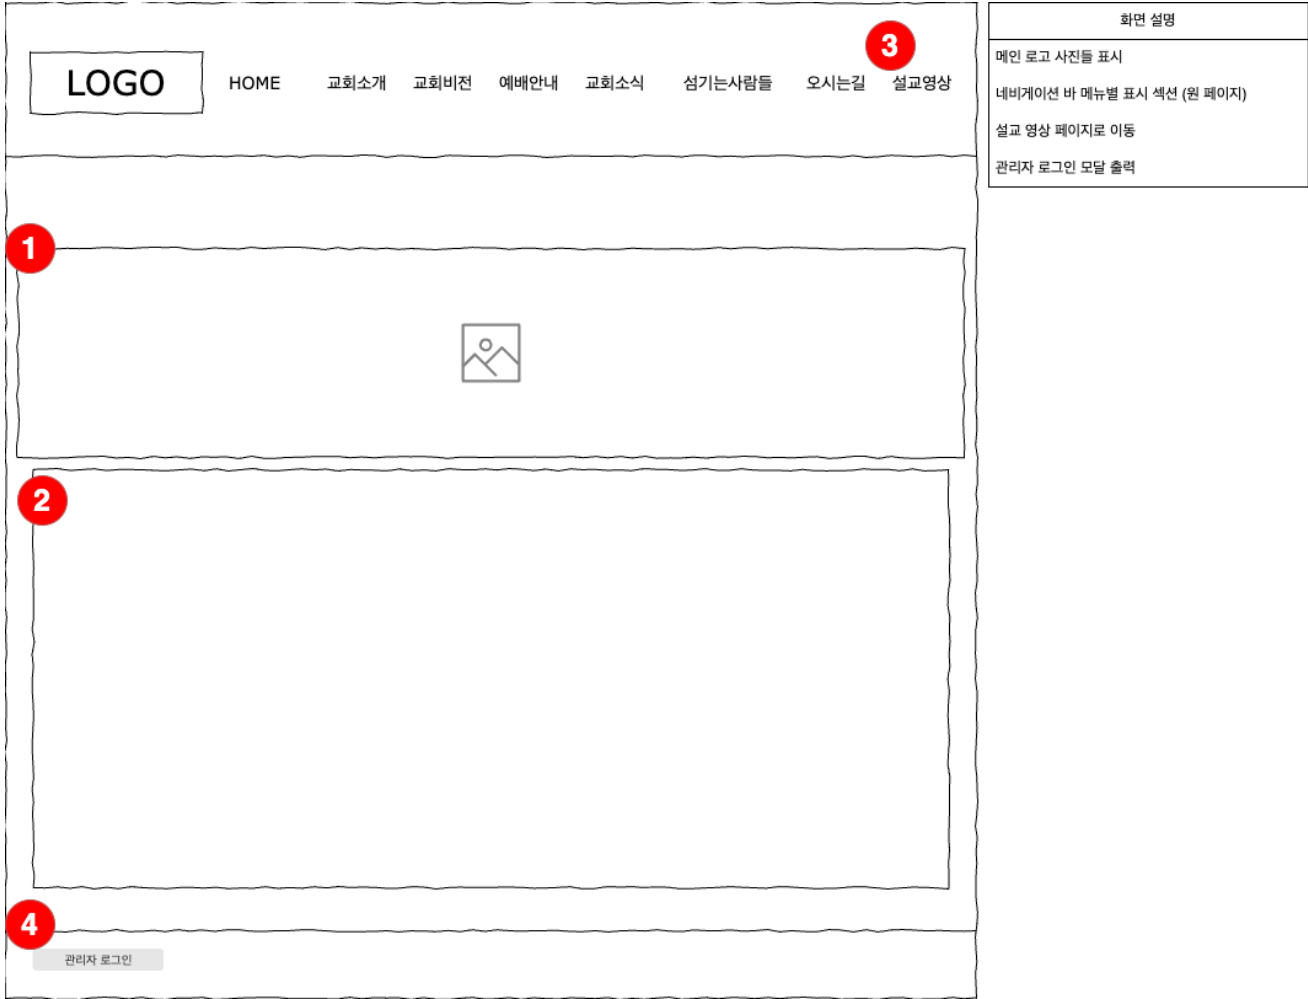 LOGO
HOME 교회소개 교회비전 예배안내 교회소식 섬기는사람들 오시는길 설교영상
3
1
2
4
관리자 로그인
화면 설명
메인 로고 사진들 표시
네비게이션 바 메뉴별 표시 섹션 (원 페이지)
설교 영상 페이지로 이동
관리자 로그인 모달 출력